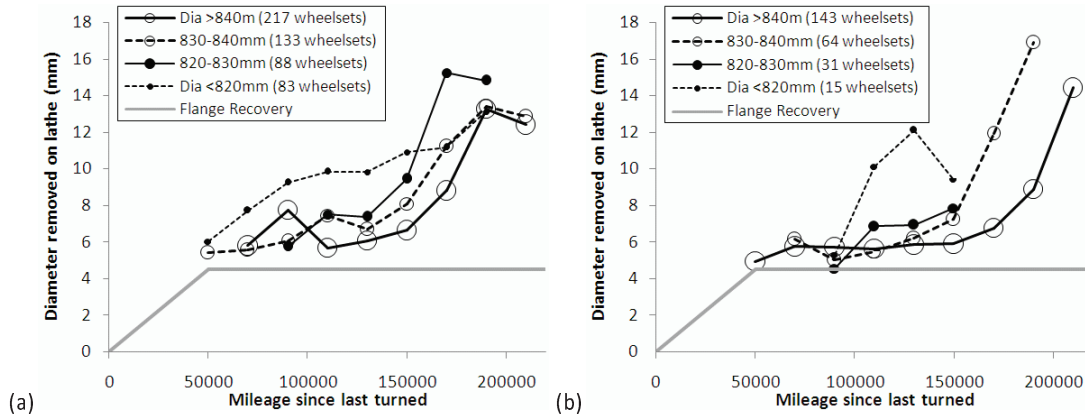 18
16
14
12
10
8
6
4
2
0
Diameter removed on lathe (mm)
Dia >840m (217 wheelsets)
830-840mm (133 wheelsets)
820-830mm (88 wheelsets)
Dia <820mm (83 wheelsets)
Flange Recovery
0
50000
100000
150000
200000
Mileage since last turned
(a)
18
16
14
12
10
8
6
4
2
0
Diameter removed on lathe (mm)
Dia >840m (143 wheelsets)
830-840mm (64 wheelsets)
820-830mm (31 wheelsets)
Dia <820mm (15 wheelsets)
Flange Recovery
0
50000
100000
150000
200000
Mileage since last turned
(b)